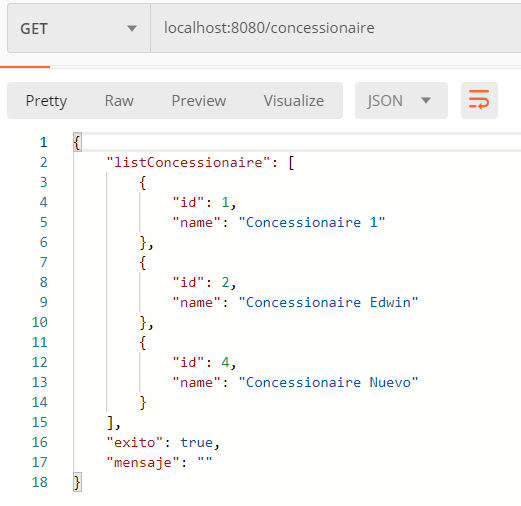 GET localhost:8080/concessionaire
Pretty Raw Preview Visualize JSON
1 {
2 "listConcessionaire": [
3 {
4 "id": 1,
5 "name": "Concessionaire 1"
6 },
7 {
8 "id": 2,
9 "name": "Concessionaire Edwin"
10 },
11 {
12 "id": 4,
13 "name": "Concessionaire Nuevo"
14 }
15 ],
16 "exito": true,
17 "mensaje": ""
18 }